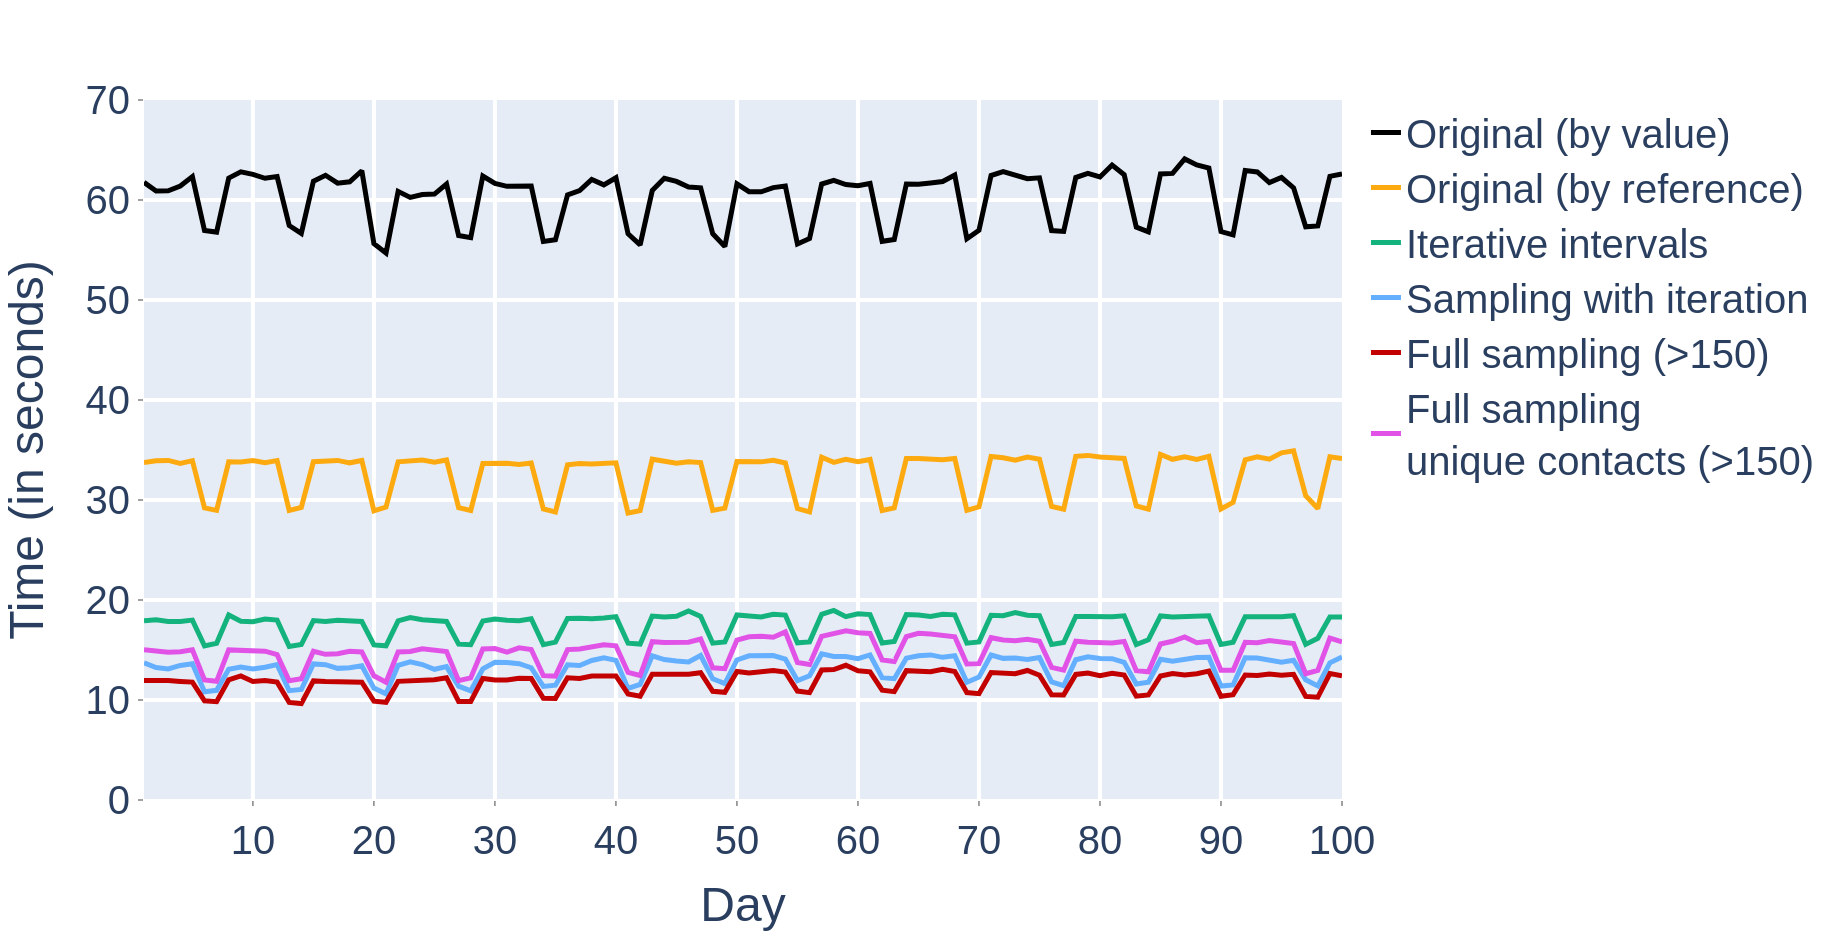 70
60
50
40
30
20
10
0
Time (in seconds)
10 20 30 40 50 60 70 80 90 100
Day
Original (by value)
Original (by reference)
Iterative intervals
Sampling with iteration
Full sampling (>150)
Full sampling
unique contacts (>150)